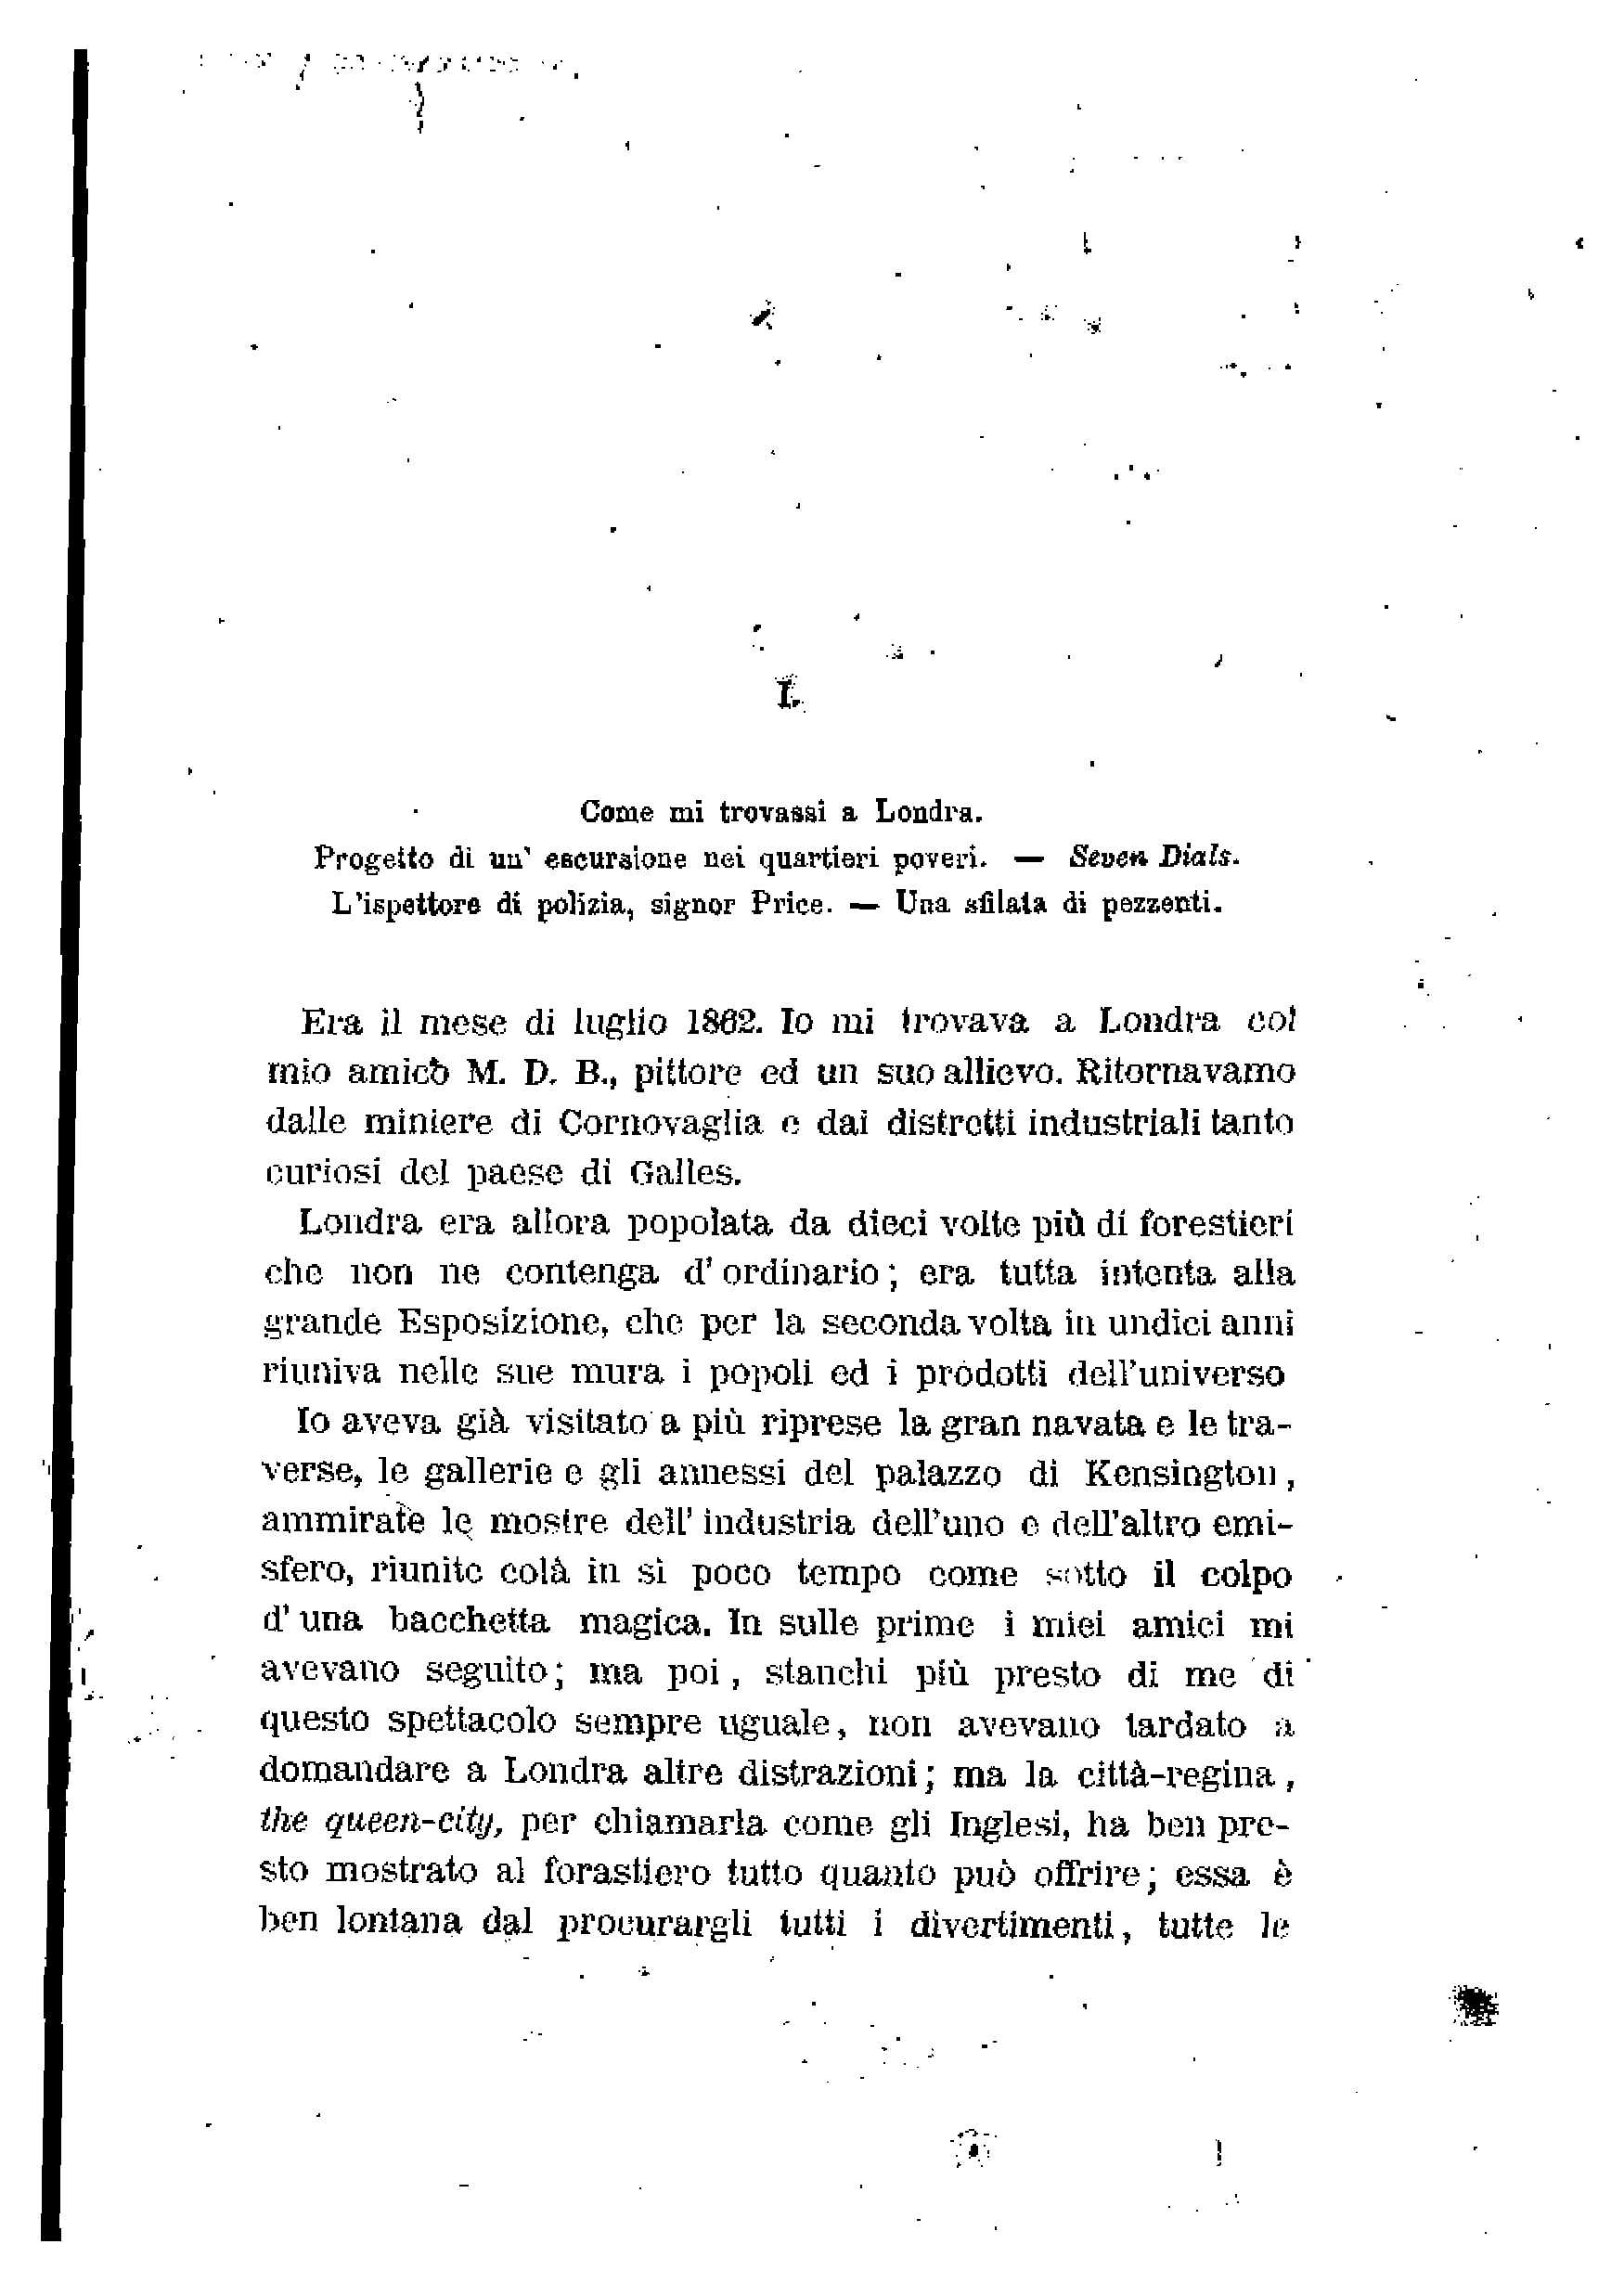 I.
Come mi trovassi a Londra.
Progetto di un' escursione nei quartieri poveri. — Seven Dials.
L'ispettore di polizia, signor Price. — Una sfilata di pezzenti.
Era il mese di luglio 1862. Io mi trovava a Londra col
mio amico M. D. B., pittore ed un suo allievo. Ritornavamo
dalle miniere di Cornovaglia e dai distretti industriali tanto
curiosi del paese di Galles.
Londra era allora popolata da dieci volte più di forestieri
che non ne contenga d' ordinario; era tutta intenta alla
grande Esposizione, che per la seconda volta in undici anni
riuniva nelle sue mura i popoli ed i prodotti dell'universo
Io aveva già visitato a più riprese la gran navata e le tra-
verse, le gallerie e gli annessi del palazzo di Kensington,
ammirate le mostre dell' industria dell'uno e dell'altro emi-
sfero, riunite colà in sì poco tempo come sotto il colpo
d' una bacchetta magica. In sulle prime i miei amici mi
avevano seguito; ma poi, stanchi più presto di me di
questo spettacolo sempre uguale, non avevano tardato a
domandare a Londra altre distrazioni; ma la città-regina,
the queen-city, per chiamarla come gli Inglesi, ha ben pre-
sto mostrato al forastiero tutto quanto può offrire; essa è
ben lontana dal procurargli tutti i divertimenti, tutte le